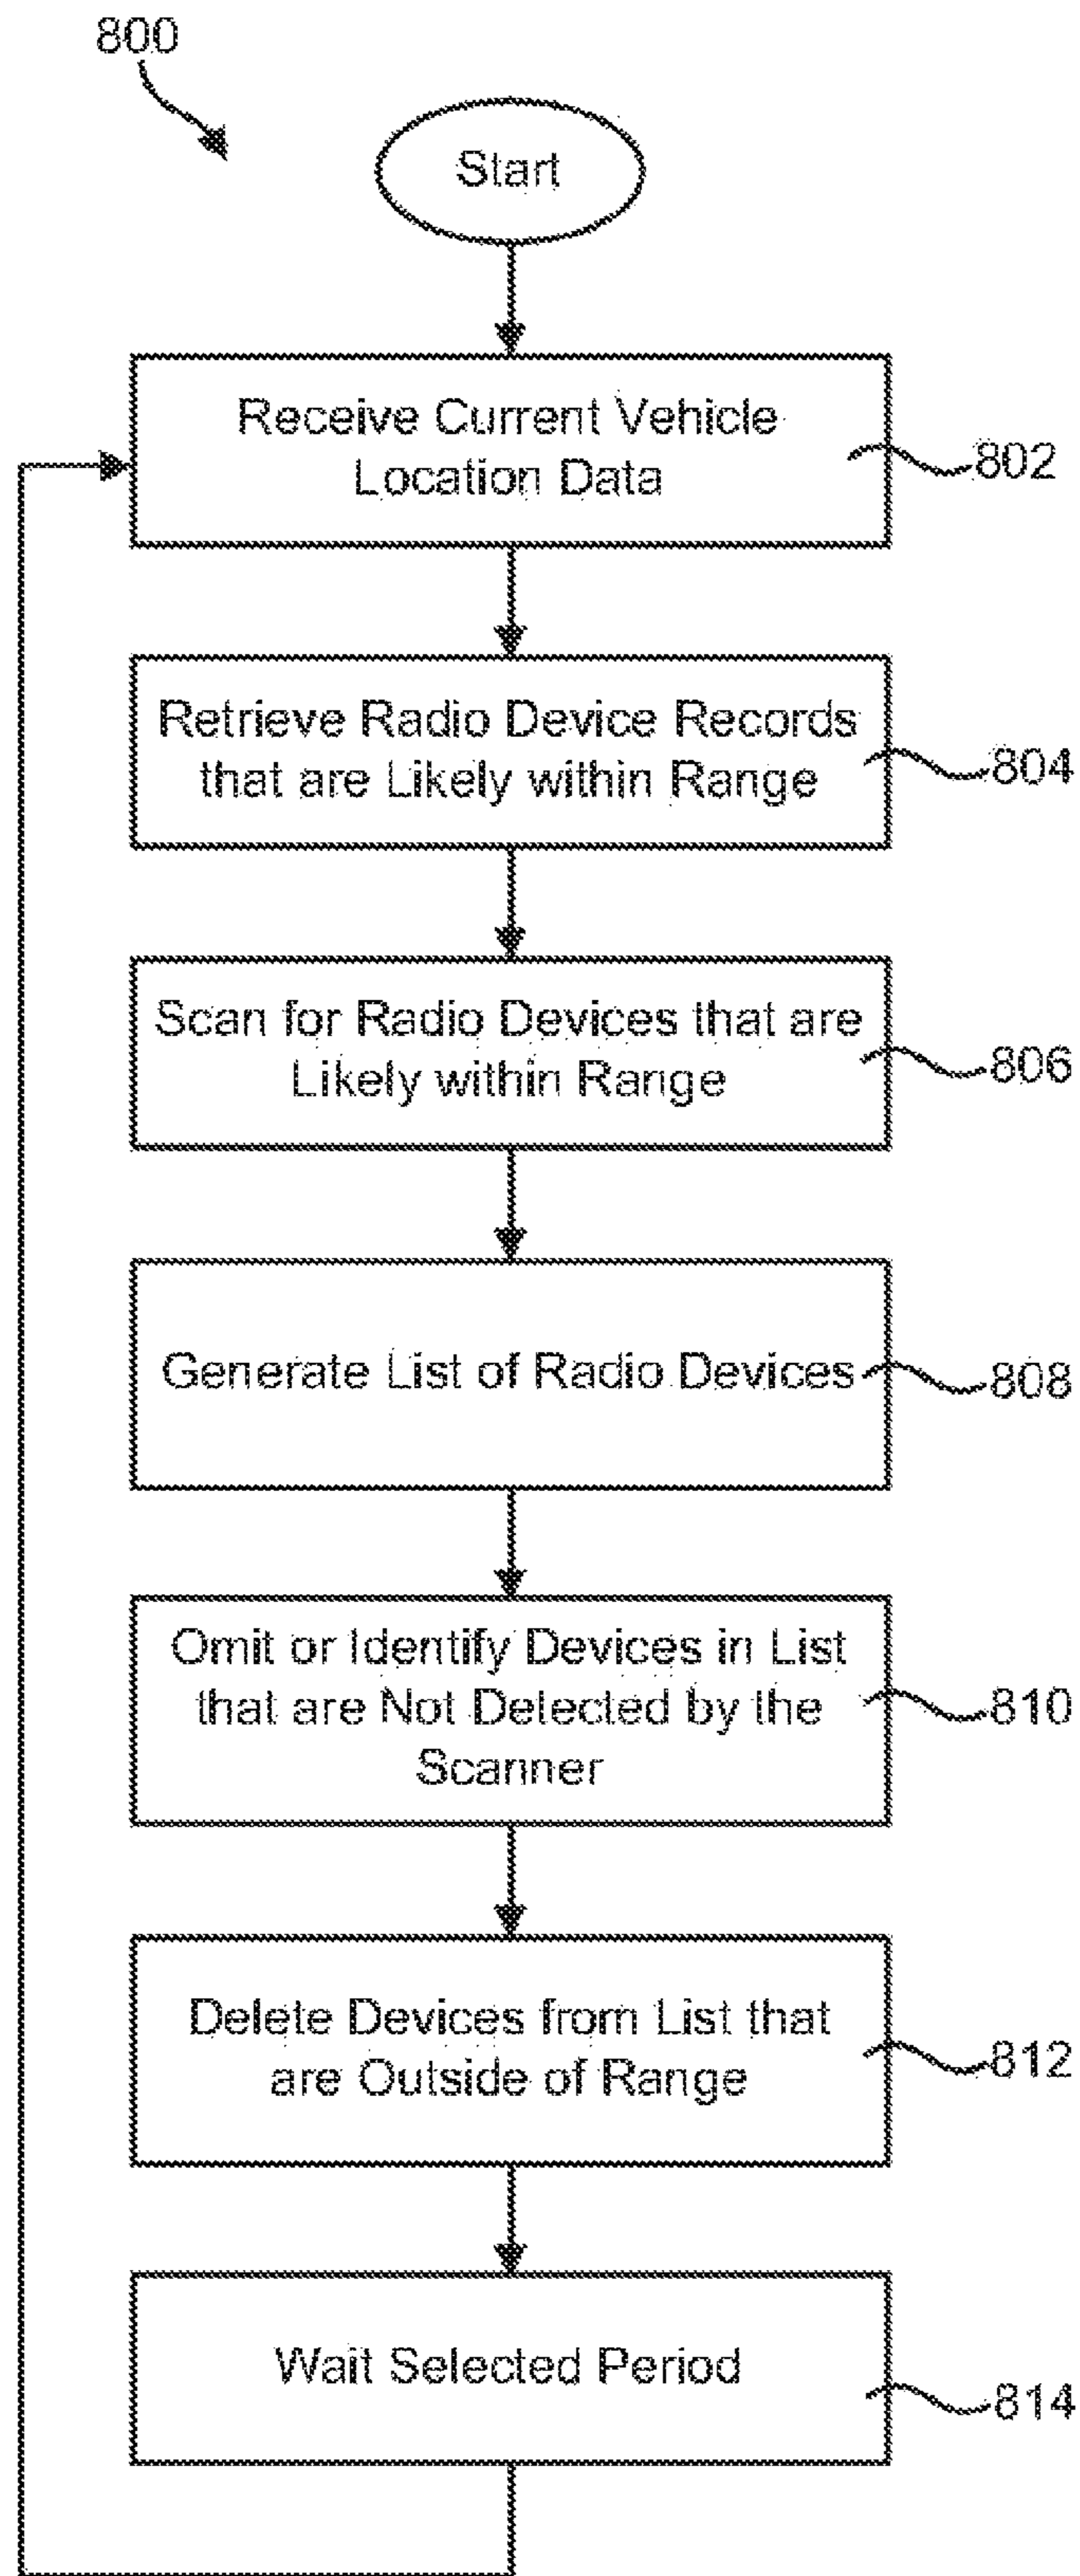 800
Start
Receive Current Vehicle
Location Data
802
Retrieve Radio Device Records
that are Likely within Range
804
Scan for Radio Devices that are
Likely within Range
806
Generate List of Radio Devices
808
Omit or Identify Devices in List
that are Not Detected by the
Scanner
810
Delete Devices from List that
are Outside of Range
812
Wait Selected Period
814